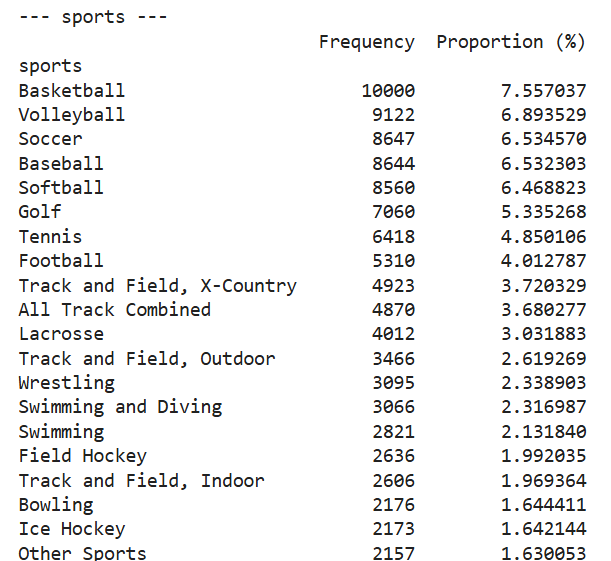 --- sports ---
Frequency Proportion (%)
sports
Basketball 10000 7.557037
Volleyball 9122 6.893529
Soccer 8647 6.534570
Baseball 8644 6.532303
Softball 8560 6.468823
Golf 7060 5.335268
Tennis 6418 4.850106
Football 5310 4.012787
Track and Field, X-Country 4923 3.720329
All Track Combined 4870 3.680277
Lacrosse 4012 3.031883
Track and Field, Outdoor 3466 2.619269
Wrestling 3095 2.338903
Swimming and Diving 3066 2.316987
Swimming 2821 2.131840
Field Hockey 2636 1.992035
Track and Field, Indoor 2606 1.969364
Bowling 2176 1.644411
Ice Hockey 2173 1.642144
Other Sports 2157 1.630053